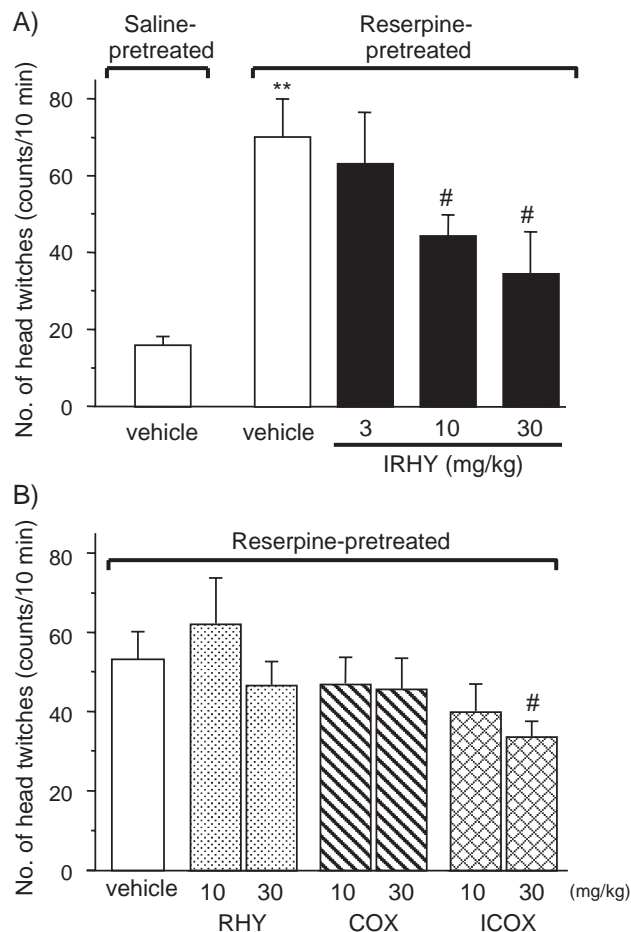 A)
Saline-
pretreated
Reserpine-
pretreated
No. of head twitches (counts/10 min)
80
60
40
20
0
**
#
#
vehicle
vehicle
3
10
30
IRHY (mg/kg)
B)
Reserpine-pretreated
No. of head twitches (counts/10 min)
80
60
40
20
0
#
vehicle
10
30
10
30
10
30
(mg/kg)
RHY
COX
ICOX